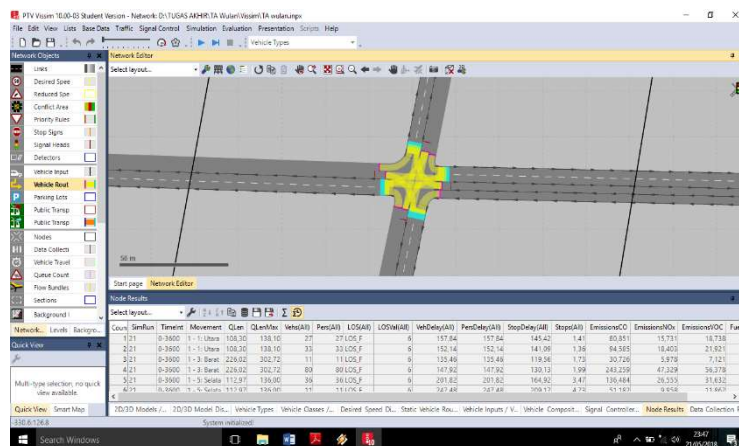 PTV Vissim 10.00-03 Student Version - Network: D:\TUGAS AKHIR\TA Wulan\Vissim\TA wulan.inpx
File Edit View Lists Base Data Traffic Signal Control Simulation Evaluation Presentation Scripts Help
Vehicle Types
Network Objects
Network Editor
Select layout...
Links
Desired Spee
Reduced Spe
Conflict Area
Priority Rules
Stop Signs
Signal Heads
Detectors
Vehicle Input
Vehicle Rout
Parking Lots
Public Transp
Public Transp
Nodes
Data Collecti
Vehicle Travel
Queue Count
Flow Bundles
Sections
Background I
50 m
Start page Network Editor
Node Results
Select layout...
Network... Levels Backgro...
Coun SimRun TimeInt Movement QLen QLenMax Vehs(All) Pers(All) LOS(All) LOSVal(All) VehDelay(All) PersDelay(All) StopDelay(All) Stops(All) EmissionsCO EmissionsNOx EmissionsVOC Fue
1 21 0-3600 1 - 1: Utara 108,30 138,10 27 27 LOS_F 6 157,84 157,84 145,42 1,41 80,851 15,731 18,738
2 21 0-3600 1 - 1: Utara 108,30 138,10 33 33 LOS_F 6 152,14 152,14 141,09 1,36 94,585 18,403 21,921
3 21 0-3600 1 - 3: Barat 226,02 302,72 11 11 LOS_F 6 135,46 135,46 119,56 1,73 30,726 5,978 7,121
4 21 0-3600 1 - 3: Barat 226,02 302,72 80 80 LOS_F 6 147,92 147,92 130,13 1,99 243,259 47,329 56,378
5 21 0-3600 1 - 5: Selata 112,97 136,00 36 36 LOS_F 6 201,82 201,82 164,92 3,47 136,484 26,555 31,632
Quick View
Multi-type selection; no quick
view available.
Quick View Smart Map
2D/3D Models /... 2D/3D Model Dis... Vehicle Types Vehicle Classes /... Desired Speed Di... Static Vehicle Rou... Vehicle Inputs / V... Vehicle Composit... Signal Controller... Node Results Data Collection
-330.6:126.8
System initialized!
Search Windows
23:47
21/05/2018